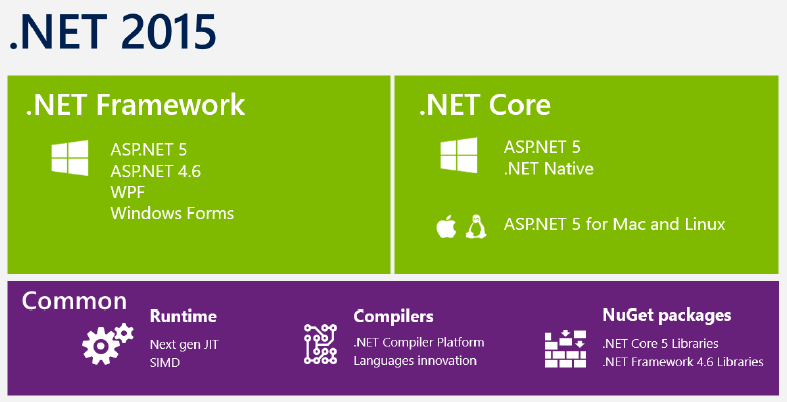 .NET 2015
.NET Framework
ASP.NET 5
ASP.NET 4.6
WPF
Windows Forms
.NET Core
ASP.NET 5
.NET Native
ASP.NET 5 for Mac and Linux
Common
Runtime
Next gen JIT
SIMD
Compilers
.NET Compiler Platform
Languages innovation
NuGet packages
.NET Core 5 Libraries
.NET Framework 4.6 Libraries